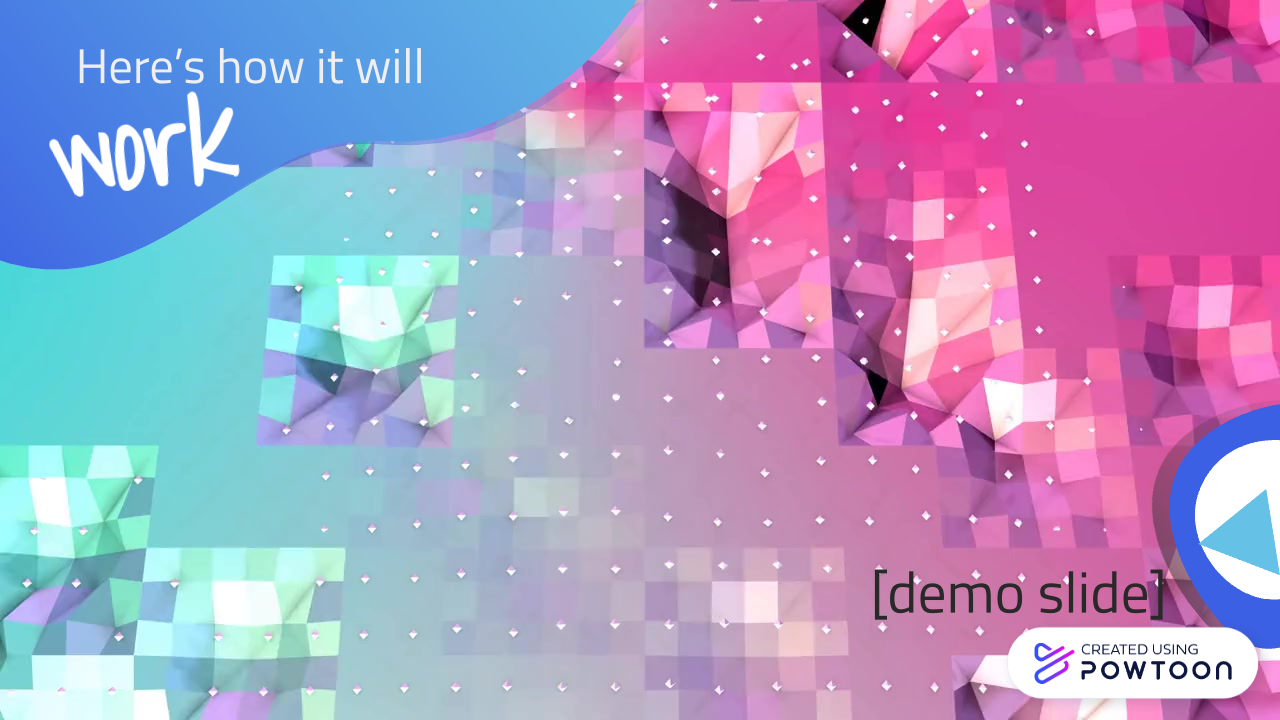 Here's how it will
work
[demo slide]
CREATED USING
POWTOON